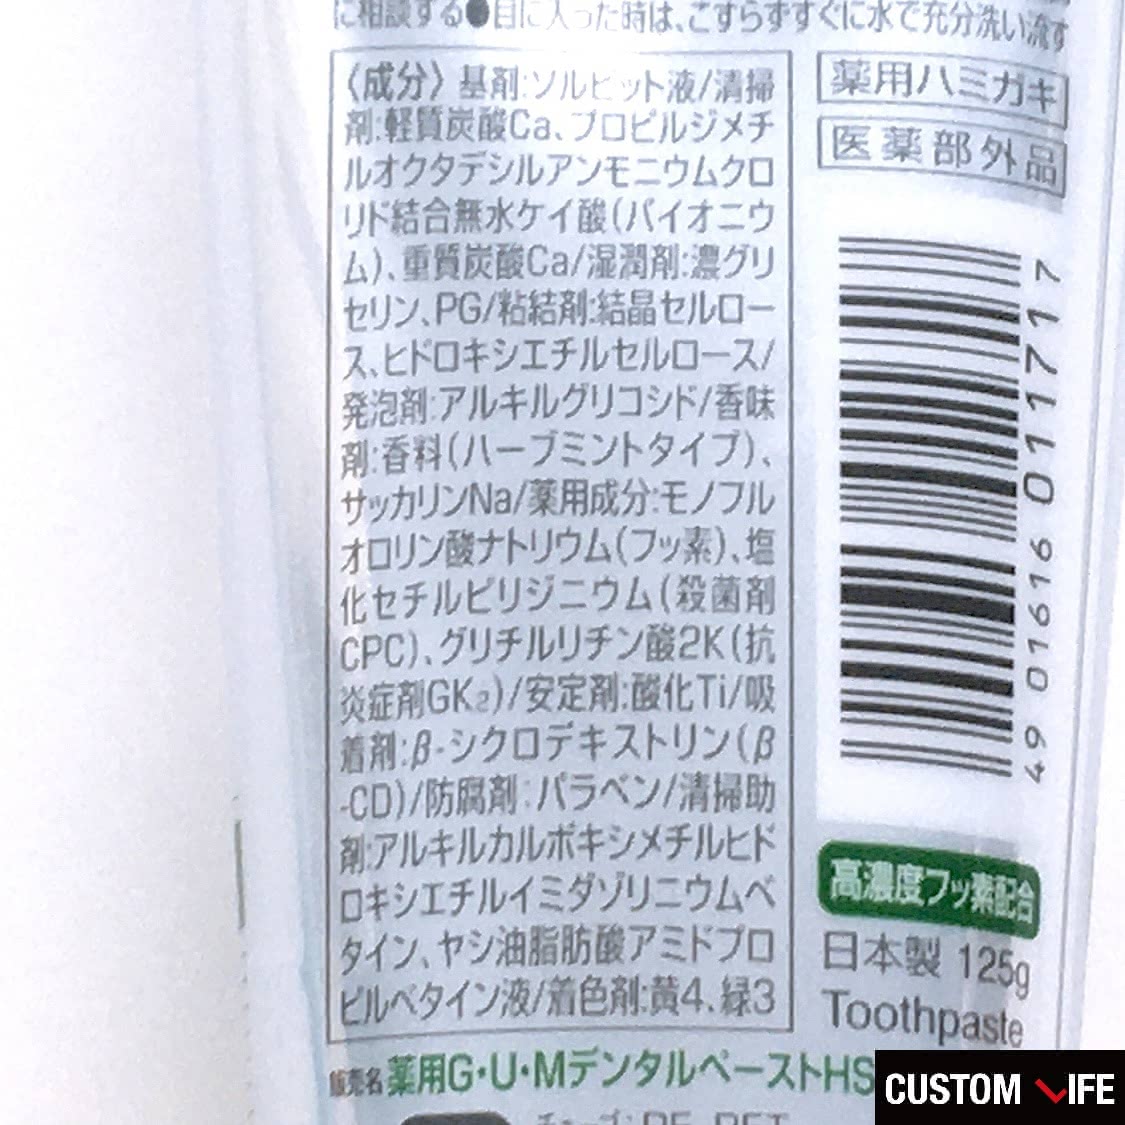 に相談する●目に入った時は、こすらずすぐに水で充分洗い流す
〈成分〉基剤:ソルビット液/清掃
剤:軽質炭酸Ca、プロピルジメチ
ルオクタデシルアンモニウムクロ
リド結合無水ケイ酸(パイオニウ
ム)、重質炭酸Ca/湿潤剤:濃グリ
セリン、PG/粘結剤:結晶セルロー
ス、ヒドロキシエチルセルロース/
発泡剤:アルキルグリコシド/香味
剤:香料(ハーブミントタイプ)、
サッカリンNa/薬用成分:モノフル
オロリン酸ナトリウム(フッ素)、塩
化セチルピリジニウム(殺菌剤
CPC)、グリチルリチン酸2K(抗
炎症剤GK2)/安定剤:酸化Ti/吸
着剤:β-シクロデキストリン(β
-CD)/防腐剤:パラベン/清掃助
剤:アルキルカルボキシメチルヒド
ロキシエチルイミダゾリニウムベ
タイン、ヤシ油脂肪酸アミドプロ
ピルベタイン液/着色剤:黄4、緑3
販売名 薬用G・U・MデンタルペーストHS
薬用ハミガキ
医薬部外品
4901616011717
高濃度フッ素配合
日本製 125g
Toothpaste
CUSTOM LIFE